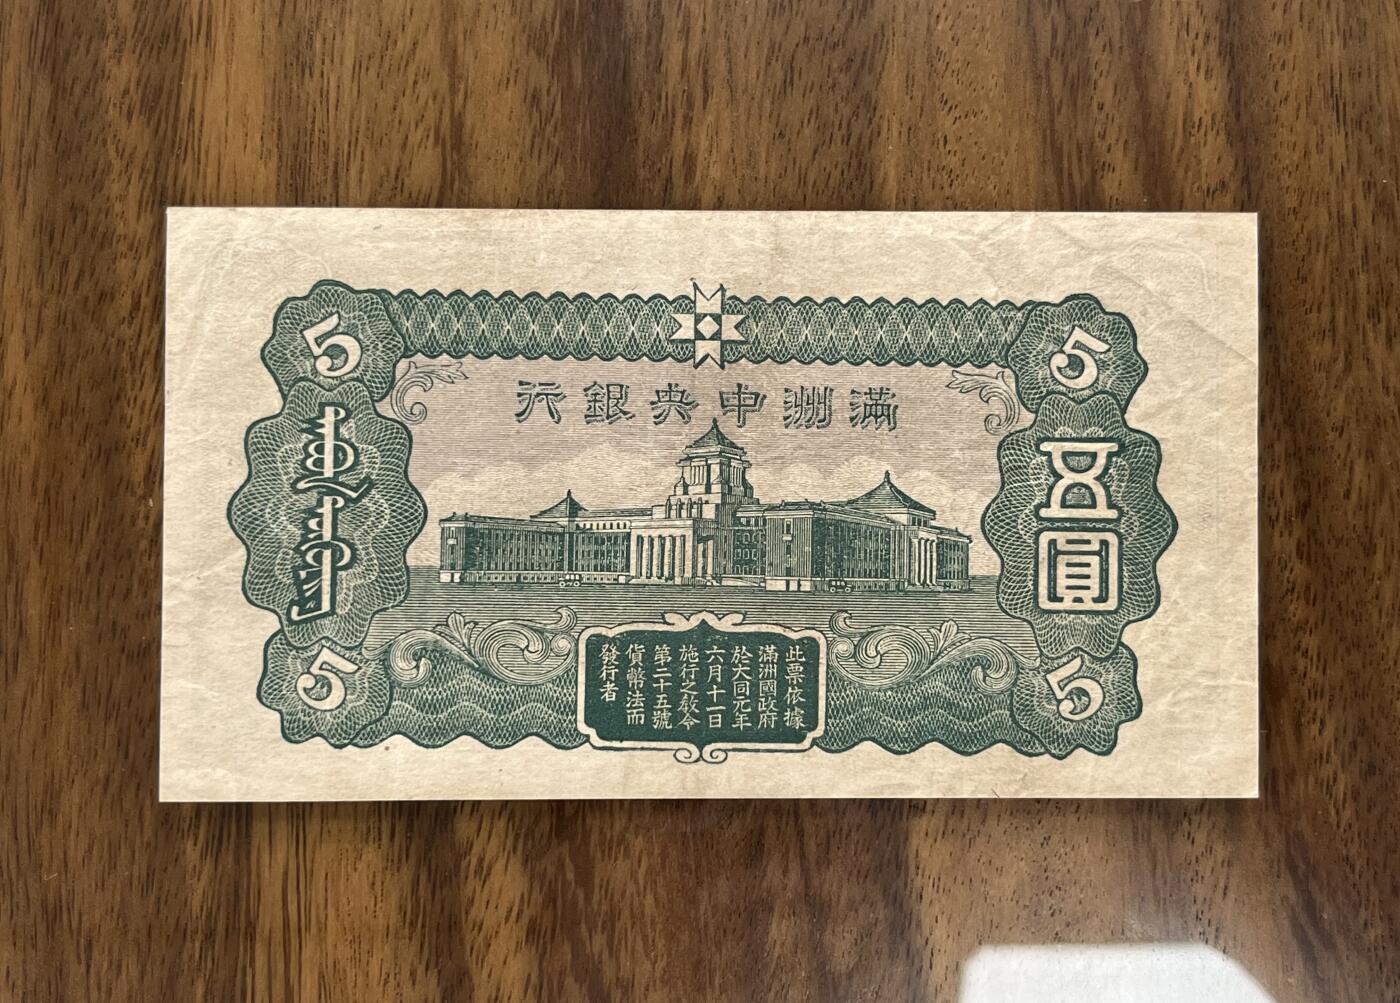 滿洲中央銀行
5
5
五圓
5
5
此票依據
滿洲國政府
於大同元年
六月十一日
施行之敎令
第二十五號
貨幣法而
發行者